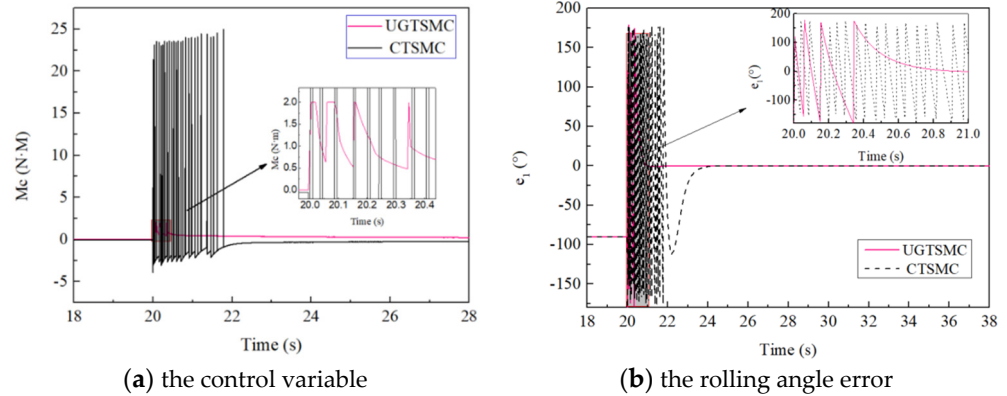 25
20
15
10
5
0
-5
Mc (N·M)
18
20
22
24
26
28
Time (s)
UGTSMC
CTSMC
2.0
1.5
1.0
0.5
0.0
Mc (N·m)
20.0 20.1 20.2 20.3 20.4
Time (s)
(a) the control variable
200
150
100
50
0
-50
-100
-150
e₁ (°)
18 20 22 24 26 28 30 32 34 36 38
Time (s)
UGTSMC
CTSMC
200
100
0
-100
e₁(°)
20.0 20.2 20.4 20.6 20.8 21.0
Time (s)
(b) the rolling angle error